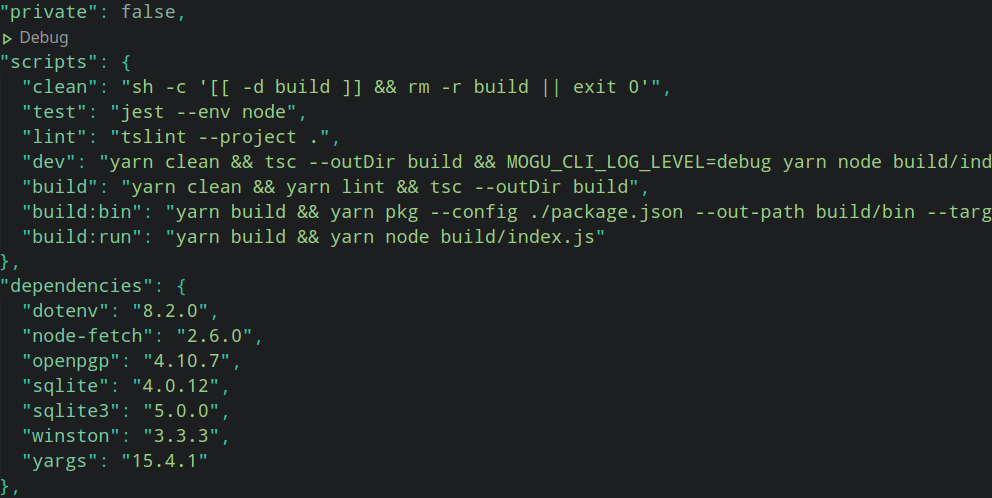 "private": false,
Debug
"scripts": {
"clean": "sh -c '[[ -d build ]] && rm -r build || exit 0'",
"test": "jest --env node",
"lint": "tslint --project .",
"dev": "yarn clean && tsc --outDir build && MOGU_CLI_LOG_LEVEL=debug yarn node build/ind
"build": "yarn clean && yarn lint && tsc --outDir build",
"build:bin": "yarn build && yarn pkg --config ./package.json --out-path build/bin --targ
"build:run": "yarn build && yarn node build/index.js"
},
"dependencies": {
"dotenv": "8.2.0",
"node-fetch": "2.6.0",
"openpgp": "4.10.7",
"sqlite": "4.0.12",
"sqlite3": "5.0.0",
"winston": "3.3.3",
"yargs": "15.4.1"
},